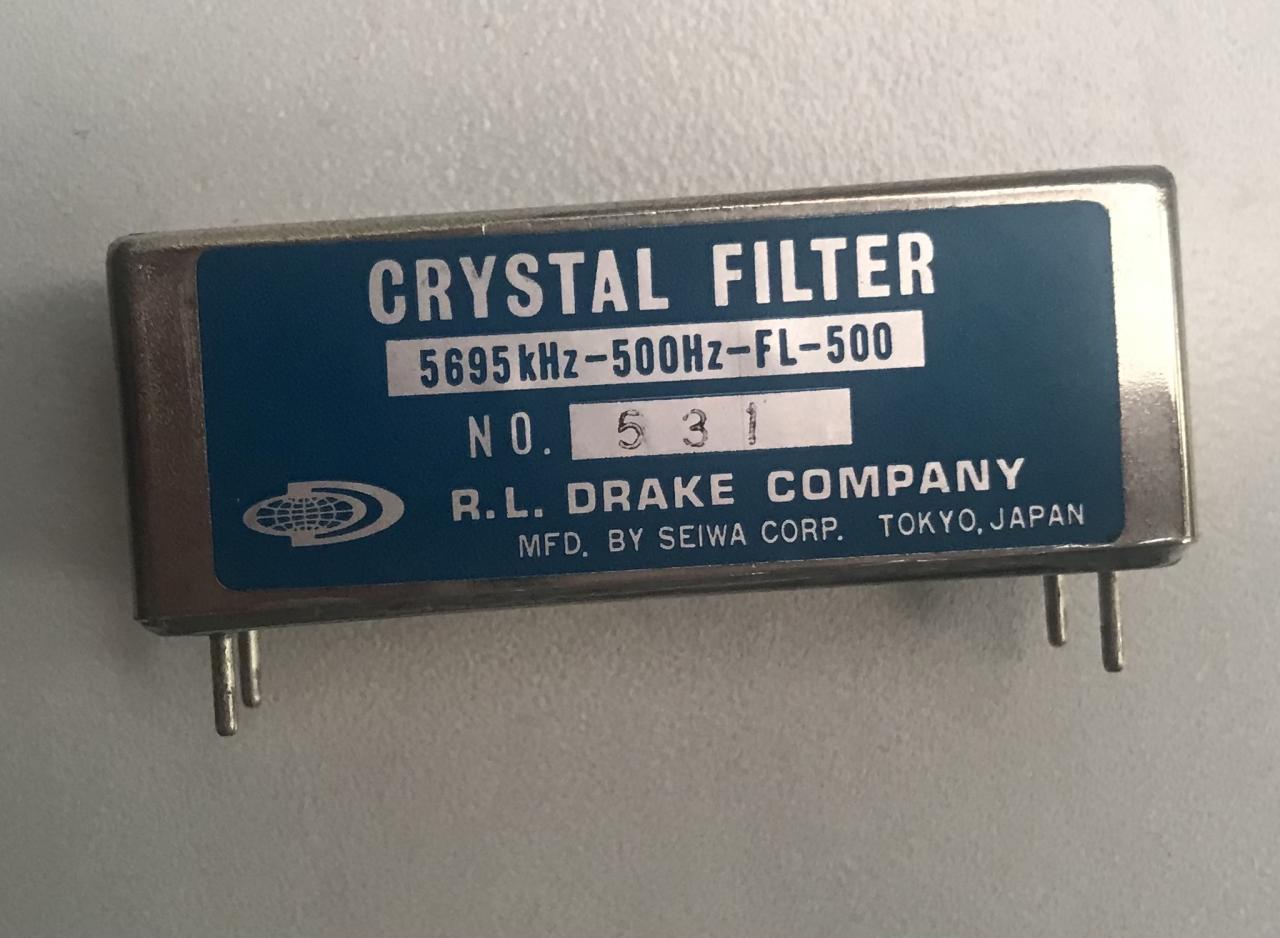 CRYSTAL FILTER
5695kHz-500Hz-FL-500
NO. 531
R.L. DRAKE COMPANY
MFD. BY SEIWA CORP. TOKYO, JAPAN